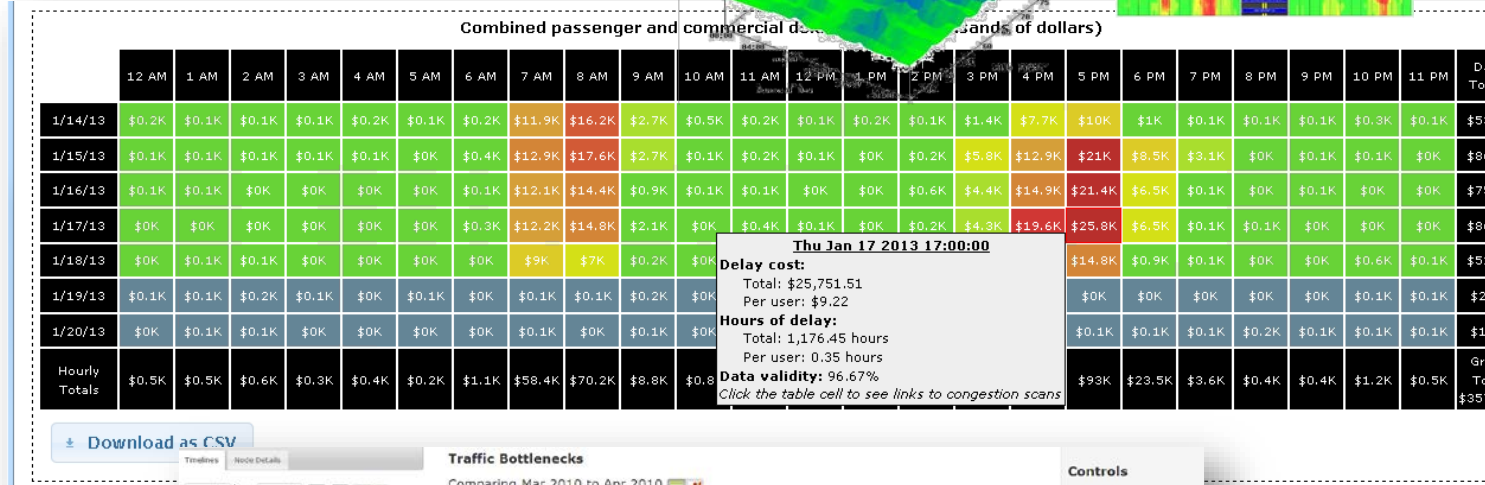 Combined passenger and commercial d sands of dollars)
12 AM 1 AM 2 AM 3 AM 4 AM 5 AM 6 AM 7 AM 8 AM 9 AM 10 AM 11 AM 12 PM 1 PM 2 PM 3 PM 4 PM 5 PM 6 PM 7 PM 8 PM 9 PM 10 PM 11 PM
1/14/13 $0.2K $0.1K $0.1K $0.1K $0.2K $0.1K $0.2K $11.9K $16.2K $2.7K $0.5K $0.2K $0.1K $0.2K $0.1K $1.4K $7.7K $10K $1K $0.1K $0.1K $0.1K $0.3K $0.1K
1/15/13 $0.1K $0.1K $0.1K $0.1K $0.1K $0K $0.4K $12.9K $17.6K $2.7K $0.1K $0.2K $0.1K $0K $0.2K $5.8K $12.9K $21K $8.5K $3.1K $0K $0.1K $0.1K $0K
1/16/13 $0.1K $0.1K $0K $0K $0K $0K $0.1K $12.1K $14.4K $0.9K $0.1K $0.1K $0K $0K $0.6K $4.4K $14.9K $21.4K $6.5K $0.1K $0K $0.1K $0K $0K
1/17/13 $0K $0K $0K $0K $0K $0K $0.3K $12.2K $14.8K $2.1K $0K $0.4K $0.1K $0K $0.2K $4.3K $19.6K $25.8K $6.5K $0.1K $0.1K $0K $0K $0K
1/18/13 $0K $0.1K $0.1K $0K $0K $0K $0K $9K $7K $0.2K $0K $14.8K $0.9K $0.1K $0K $0K $0.6K $0.1K
1/19/13 $0.1K $0.1K $0.2K $0.1K $0K $0.1K $0K $0.1K $0.1K $0.2K $0K $0K $0K $0K $0K $0K $0.1K $0.1K
1/20/13 $0K $0.1K $0.1K $0K $0K $0K $0K $0.1K $0K $0.1K $0K $0.1K $0.1K $0.1K $0.2K $0.1K $0K $0.1K
Hourly
Totals $0.5K $0.5K $0.6K $0.3K $0.4K $0.2K $1.1K $58.4K $70.2K $8.8K $0.8 $93K $23.5K $3.6K $0.4K $0.4K $1.2K $0.5K
Thu Jan 17 2013 17:00:00
Delay cost:
Total: $25,751.51
Per user: $9.22
Hours of delay:
Total: 1,176.45 hours
Per user: 0.35 hours
Data validity: 96.67%
Click the table cell to see links to congestion scans
Download as CSV
Timelines Node Details
Traffic Bottlenecks
Comparing Mar 2010 to Apr 2010
Controls